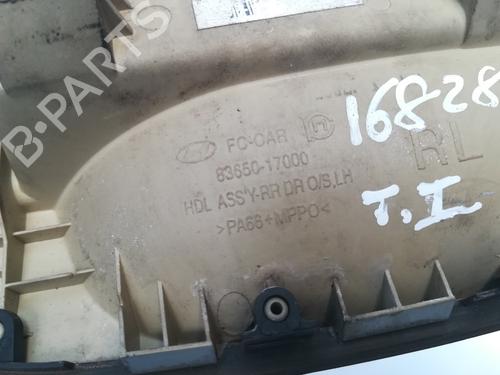 B-PARTS
16828
FC-CAR
83650-17000
RL
HDL ASS'Y-RR DR O/S,LH
T.I
>PA66+MPPO<